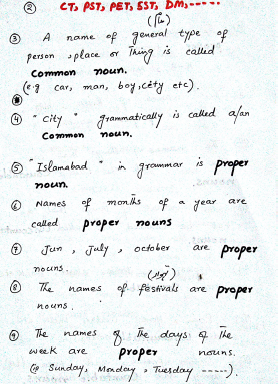 ② CT, PST, PET, SST, DM, -----
③ A name of general type of
person, place or Thing is called
Common noun.
(e.g car, man, boy, city etc).
④ "city" grammatically is called a/an
Common noun.
⑤ "Islamabad" in grammar is proper
noun.
⑥ Names of months of a year are
called proper nouns
⑦ Jun, July, october are proper
nouns.
⑧ The names of festivals are proper
nouns.
⑨ The names of The days of The
week are proper nouns.
Sunday, Monday, Tuesday -----).